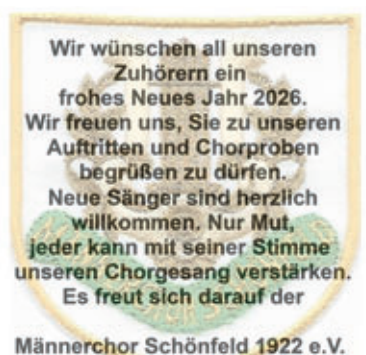 Wir wünschen all unseren
Zuhörern ein
frohes Neues Jahr 2026.
Wir freuen uns, Sie zu unseren
Auftritten und Chorproben
begrüßen zu dürfen.
Neue Sänger sind herzlich
willkommen. Nur Mut,
jeder kann mit seiner Stimme
unseren Chorgesang verstärken.
Es freut sich darauf der
Männerchor Schönfeld 1922 e.V.